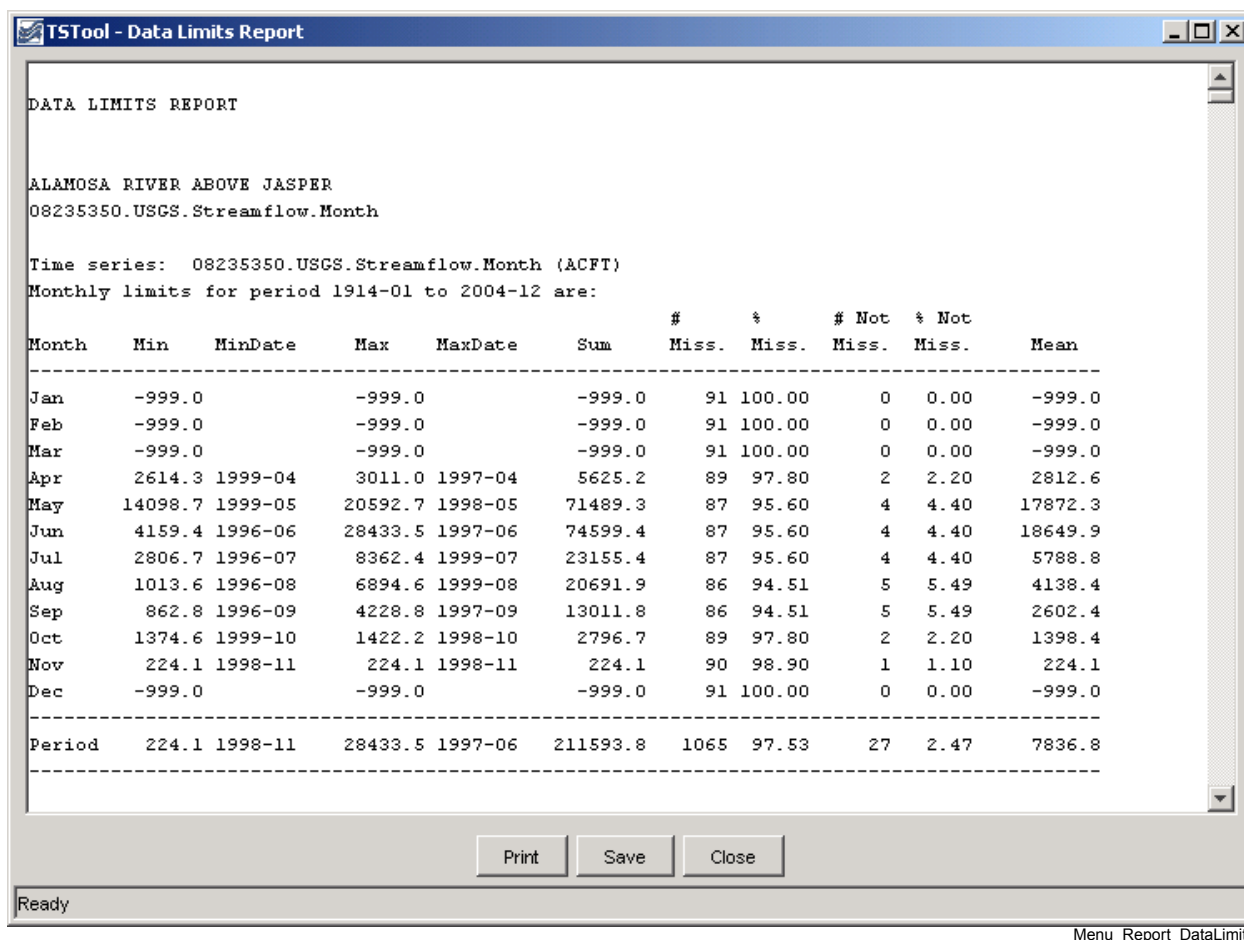 TSTool - Data Limits Report
DATA LIMITS REPORT
ALAMOSA RIVER ABOVE JASPER
08235350.USGS.Streamflow.Month
Time series:  08235350.USGS.Streamflow.Month (ACFT)
Monthly limits for period 1914-01 to 2004-12 are:
# % # Not % Not
Month Min MinDate Max MaxDate Sum Miss. Miss. Miss. Miss. Mean
--------------------------------------------------------------------------------------------
Jan -999.0 -999.0 -999.0 91 100.00 0 0.00 -999.0
Feb -999.0 -999.0 -999.0 91 100.00 0 0.00 -999.0
Mar -999.0 -999.0 -999.0 91 100.00 0 0.00 -999.0
Apr 2614.3 1999-04 3011.0 1997-04 5625.2 89 97.80 2 2.20 2812.6
May 14098.7 1999-05 20592.7 1998-05 71489.3 87 95.60 4 4.40 17872.3
Jun 4159.4 1996-06 28433.5 1997-06 74599.4 87 95.60 4 4.40 18649.9
Jul 2806.7 1996-07 8362.4 1999-07 23155.4 87 95.60 4 4.40 5788.8
Aug 1013.6 1996-08 6894.6 1999-08 20691.9 86 94.51 5 5.49 4138.4
Sep 862.8 1996-09 4228.8 1997-09 13011.8 86 94.51 5 5.49 2602.4
Oct 1374.6 1999-10 1422.2 1998-10 2796.7 89 97.80 2 2.20 1398.4
Nov 224.1 1998-11 224.1 1998-11 224.1 90 98.90 1 1.10 224.1
Dec -999.0 -999.0 -999.0 91 100.00 0 0.00 -999.0
--------------------------------------------------------------------------------------------
Period 224.1 1998-11 28433.5 1997-06 211593.8 1065 97.53 27 2.47 7836.8
--------------------------------------------------------------------------------------------
Print Save Close
Ready
Menu_Report_DataLimit